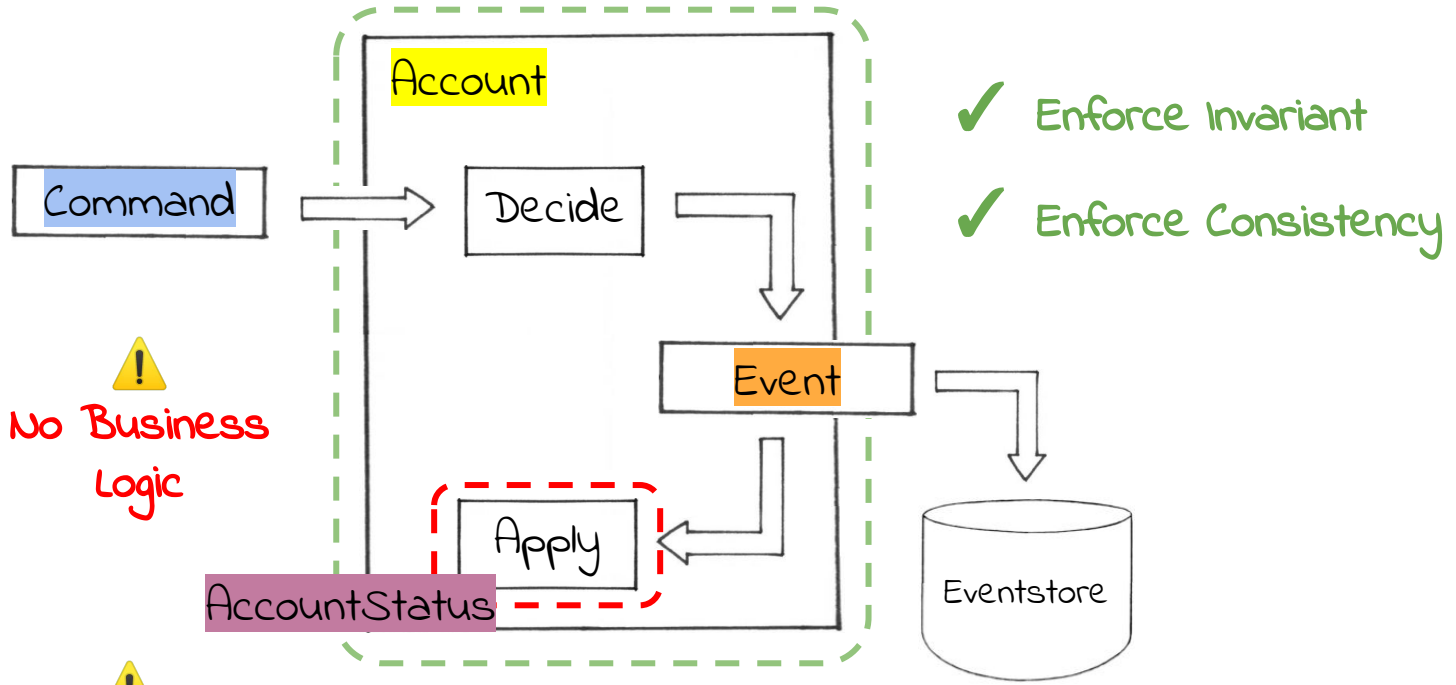 Account
Enforce Invariant
Command
Decide
Enforce Consistency
Event
No Business
Logic
Apply
AccountStatus
Eventstore